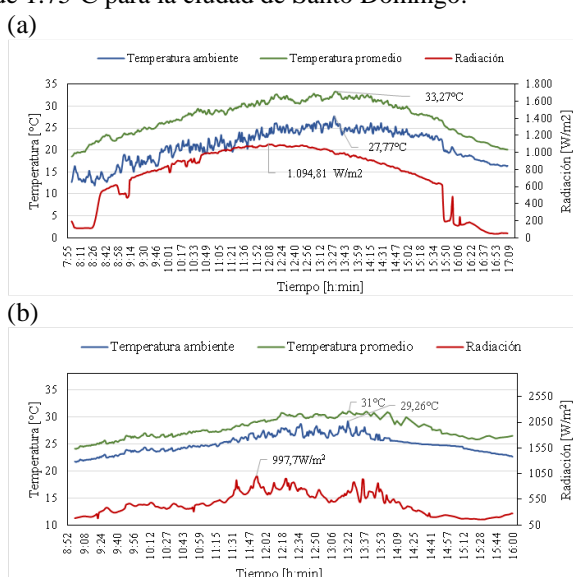 de 1.75°C para la ciudad de Santo Domingo.
(a)
Temperatura ambiente Temperatura promedio Radiación
35 30 25 20 15 10 5 0
Temperatura [°C]
33,27°C
27,77°C
1.094,81 W/m2
1.800 1.600 1.400 1.200 1.000 800 600 400 200 0
Radiación [W/m2]
7:55 8:11 8:26 8:42 8:58 9:14 9:30 9:46 10:01 10:17 10:33 10:49 11:05 11:21 11:36 11:52 12:08 12:24 12:40 12:56 13:12 13:27 13:43 13:59 14:15 14:31 14:47 15:02 15:18 15:34 15:50 16:06 16:22 16:37 16:53 17:09
Tiempo [h:min]
(b)
Temperatura ambiente Temperatura promedio Radiación
35 30 25 20 15 10
Temperatura [°C]
31°C
29,26°C
997,7W/m²
2550 2050 1550 1050 550 50
Radiación [W/m²]
8:52 9:08 9:24 9:40 9:56 10:12 10:27 10:43 10:59 11:15 11:31 11:47 12:02 12:18 12:34 12:50 13:06 13:22 13:37 13:53 14:09 14:25 14:41 14:57 15:12 15:28 15:44 16:00
Tiempo [h:min]